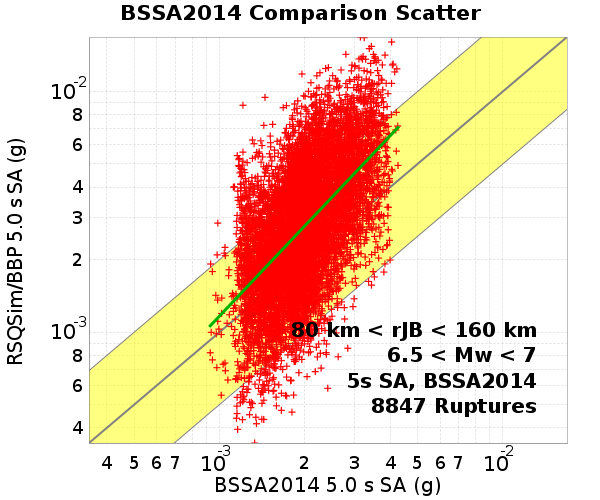 BSSA2014 Comparison Scatter
RSQSim/BBP 5.0 s SA (g)
10-2
8
6
4
3
2
10-3
8
6
4
80 km < rJB < 160 km
6.5 < Mw < 7
5s SA, BSSA2014
8847 Ruptures
4 5 6 7 10-3 2 3 4 5 6 7 10-2
BSSA2014 5.0 s SA (g)